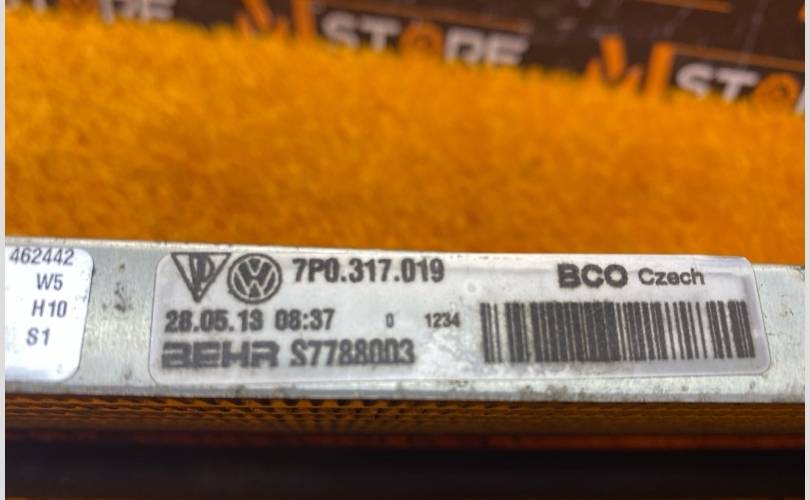 STORE
STORE
462442
W5
H10
S1
7P0.317.019
BCO Czech
28.05.13 08:37 0 1234
BEHR S7788003